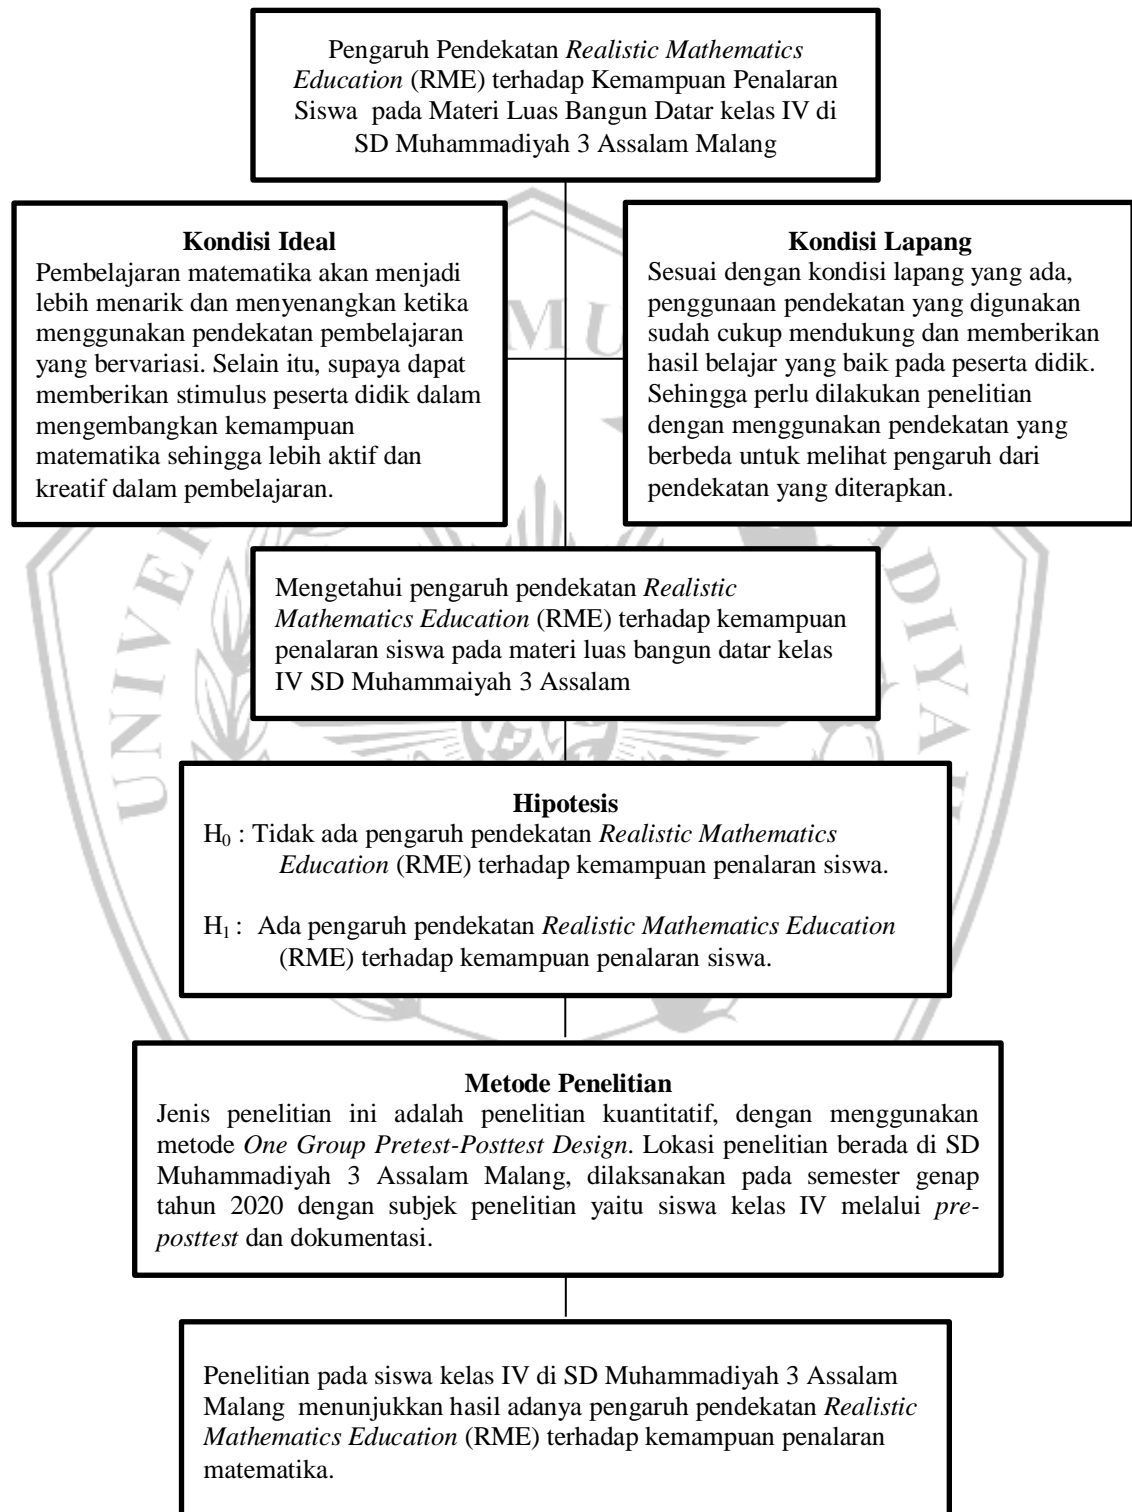 Pengaruh Pendekatan Realistic Mathematics
Education (RME) terhadap Kemampuan Penalaran
Siswa pada Materi Luas Bangun Datar kelas IV di
SD Muhammadiyah 3 Assalam Malang
Kondisi Ideal
Pembelajaran matematika akan menjadi
lebih menarik dan menyenangkan ketika
menggunakan pendekatan pembelajaran
yang bervariasi. Selain itu, supaya dapat
memberikan stimulus peserta didik dalam
mengembangkan kemampuan
matematika sehingga lebih aktif dan
kreatif dalam pembelajaran.
Kondisi Lapang
Sesuai dengan kondisi lapang yang ada,
penggunaan pendekatan yang digunakan
sudah cukup mendukung dan memberikan
hasil belajar yang baik pada peserta didik.
Sehingga perlu dilakukan penelitian
dengan menggunakan pendekatan yang
berbeda untuk melihat pengaruh dari
pendekatan yang diterapkan.
Mengetahui pengaruh pendekatan Realistic
Mathematics Education (RME) terhadap kemampuan
penalaran siswa pada materi luas bangun datar kelas
IV SD Muhammaiyah 3 Assalam
Hipotesis
H0 : Tidak ada pengaruh pendekatan Realistic Mathematics
Education (RME) terhadap kemampuan penalaran siswa.
H1 : Ada pengaruh pendekatan Realistic Mathematics Education
(RME) terhadap kemampuan penalaran siswa.
Metode Penelitian
Jenis penelitian ini adalah penelitian kuantitatif, dengan menggunakan
metode One Group Pretest-Posttest Design. Lokasi penelitian berada di SD
Muhammadiyah 3 Assalam Malang, dilaksanakan pada semester genap
tahun 2020 dengan subjek penelitian yaitu siswa kelas IV melalui pre-
posttest dan dokumentasi.
Penelitian pada siswa kelas IV di SD Muhammadiyah 3 Assalam
Malang menunjukkan hasil adanya pengaruh pendekatan Realistic
Mathematics Education (RME) terhadap kemampuan penalaran
matematika.